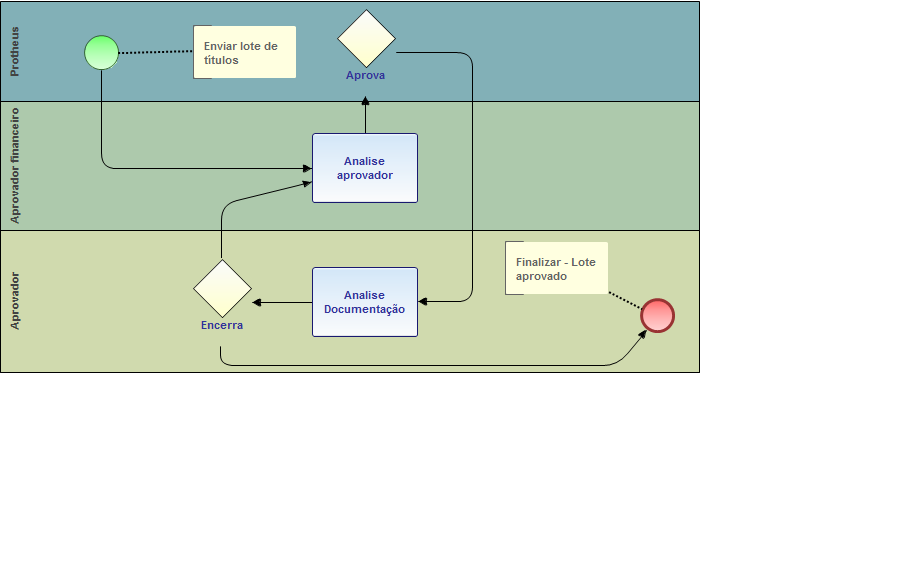 Protheus
Enviar lote de
títulos
Aprova
Aprovador financeiro
Analise
aprovador
Aprovador
Encerra
Analise
Documentação
Finalizar - Lote
aprovado